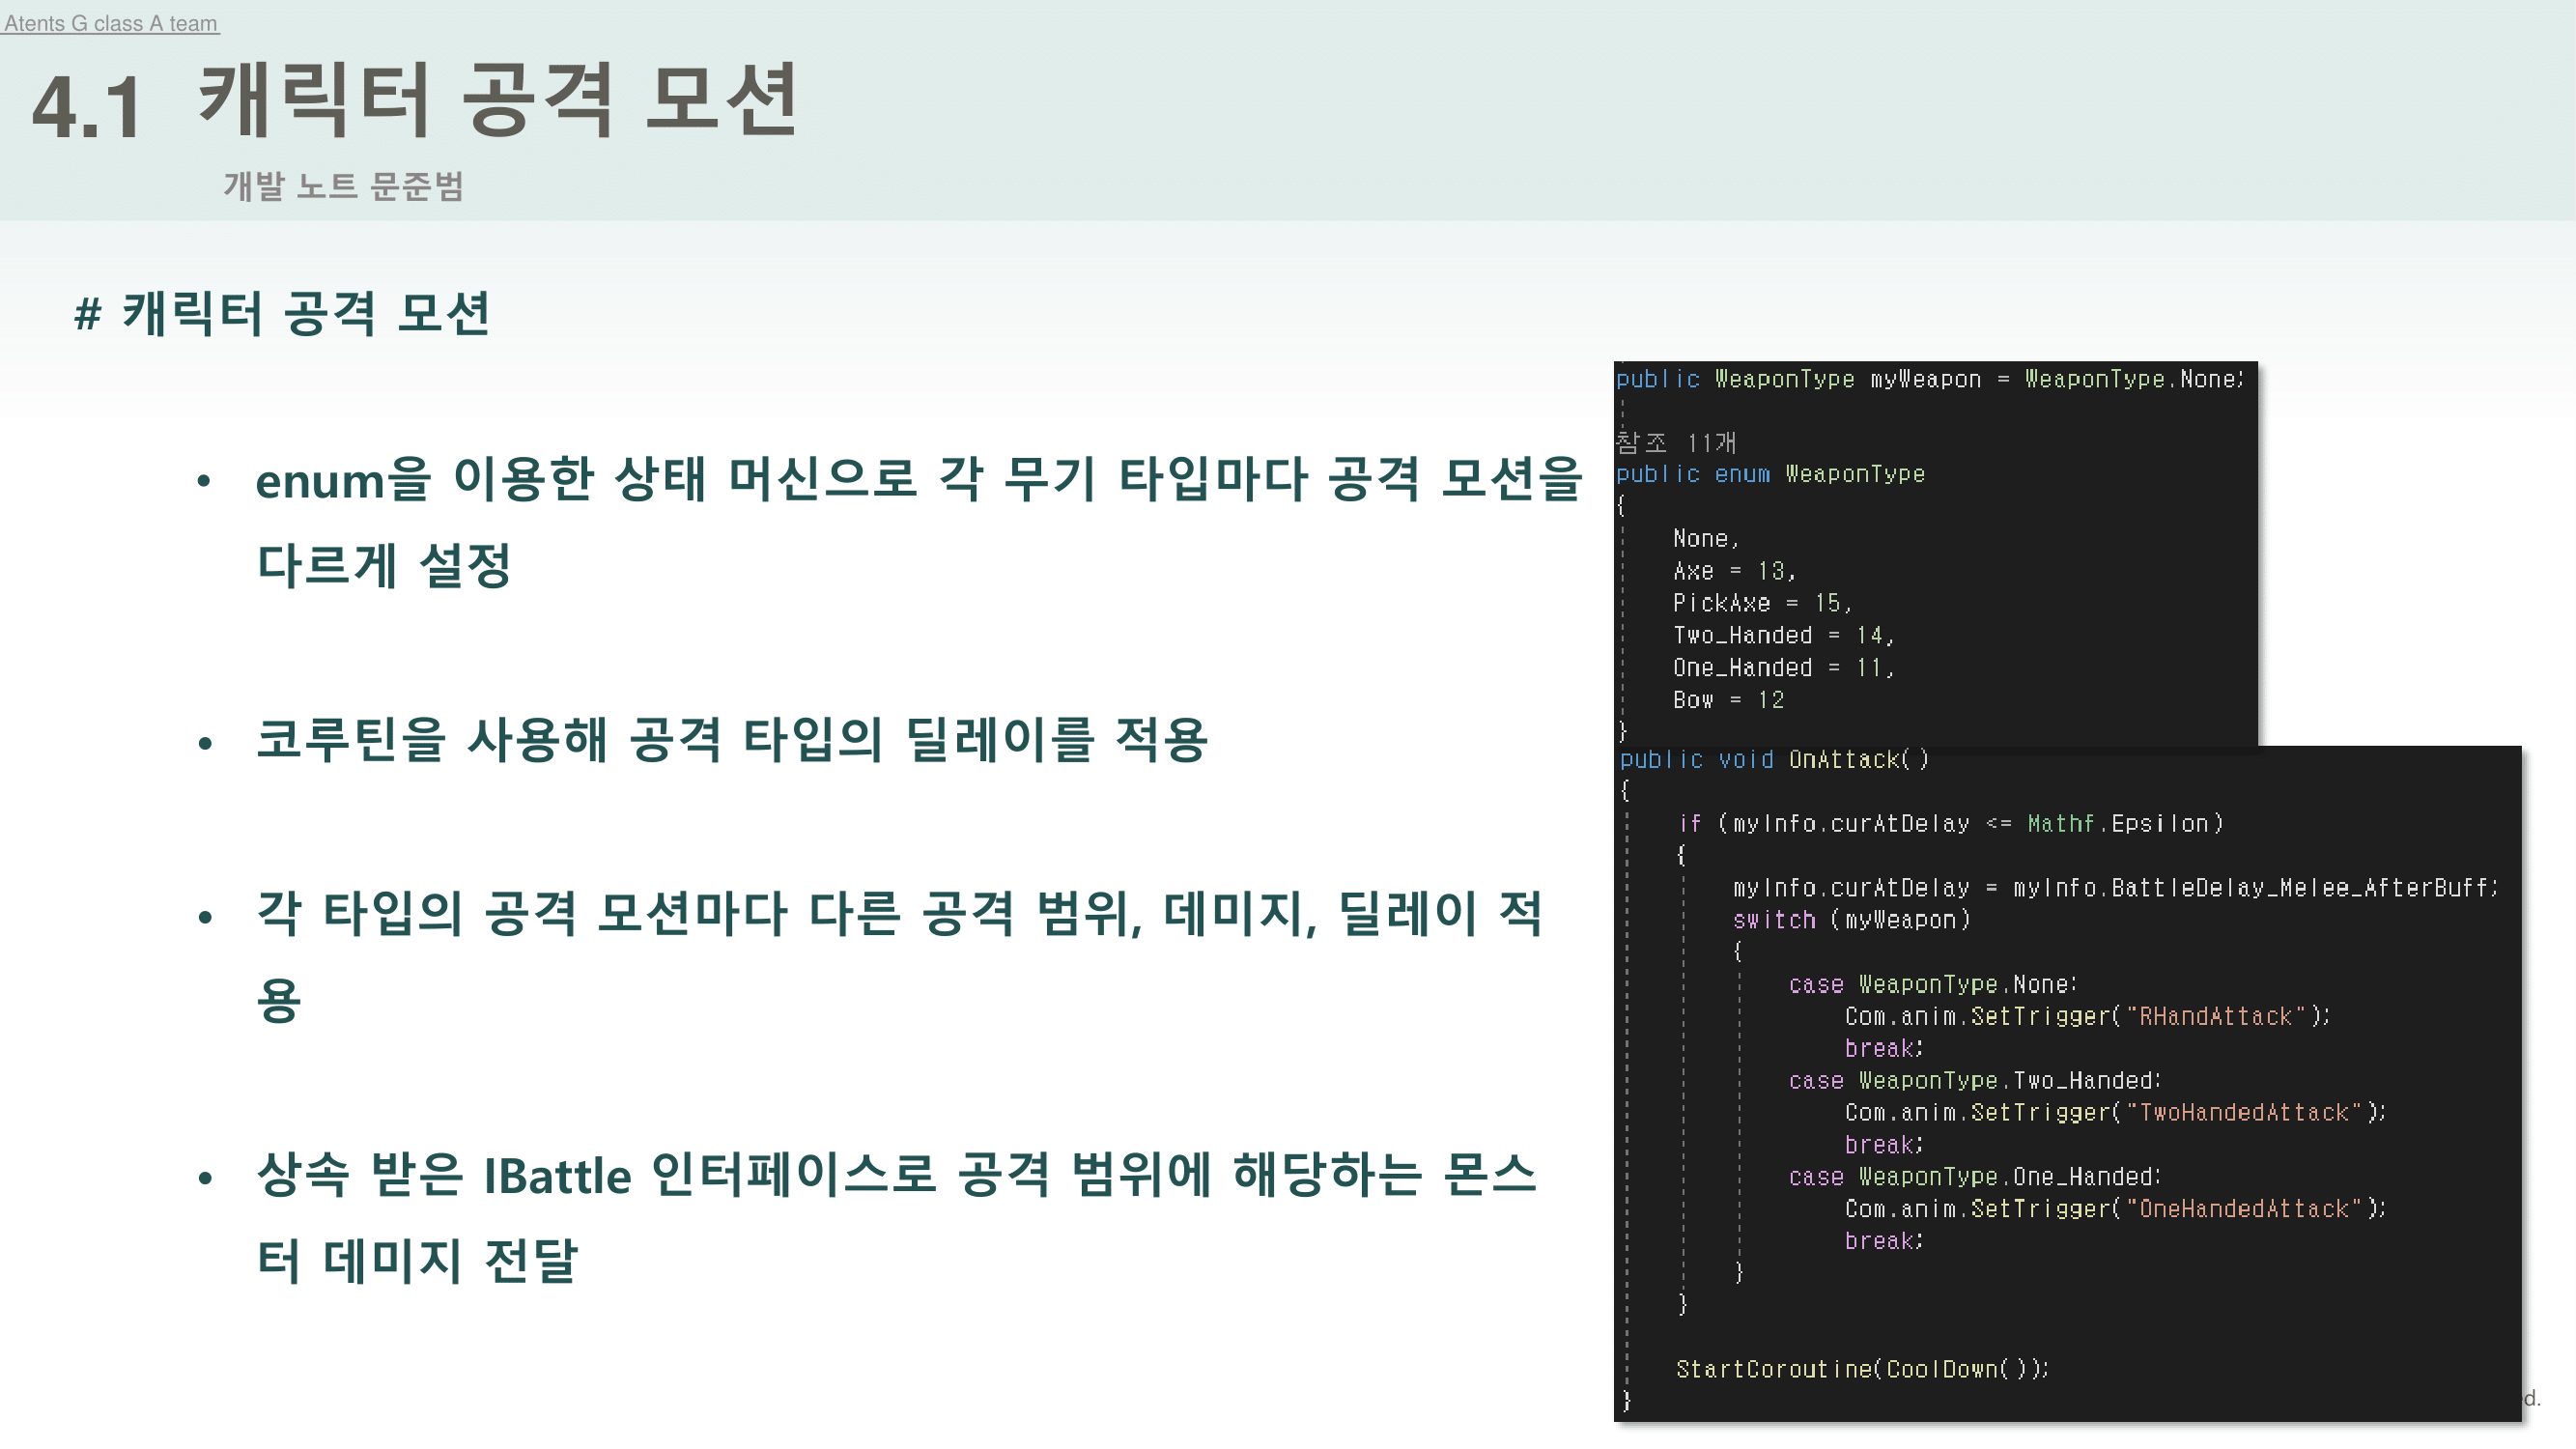 Atents G class A team
4.1 캐릭터 공격 모션
개발 노트 문준범
# 캐릭터 공격 모션
• enum을 이용한 상태 머신으로 각 무기 타입마다 공격 모션을
다르게 설정
• 코루틴을 사용해 공격 타입의 딜레이를 적용
• 각 타입의 공격 모션마다 다른 공격 범위, 데미지, 딜레이 적
용
• 상속 받은 IBattle 인터페이스로 공격 범위에 해당하는 몬스
터 데미지 전달
public WeaponType myWeapon = WeaponType.None;
참조 11개
public enum WeaponType
{
None,
Axe = 13,
PickAxe = 15,
Two_Handed = 14,
One_Handed = 11,
Bow = 12
}
public void OnAttack()
{
if (myInfo.curAtDelay <= Mathf.Epsilon)
{
myInfo.curAtDelay = myInfo.BattleDelay_Melee_AfterBuff;
switch (myWeapon)
{
case WeaponType.None:
Com.anim.SetTrigger("RHandAttack");
break;
case WeaponType.Two_Handed:
Com.anim.SetTrigger("TwoHandedAttack");
break;
case WeaponType.One_Handed:
Com.anim.SetTrigger("OneHandedAttack");
break;
}
}
StartCoroutine(CoolDown());
}